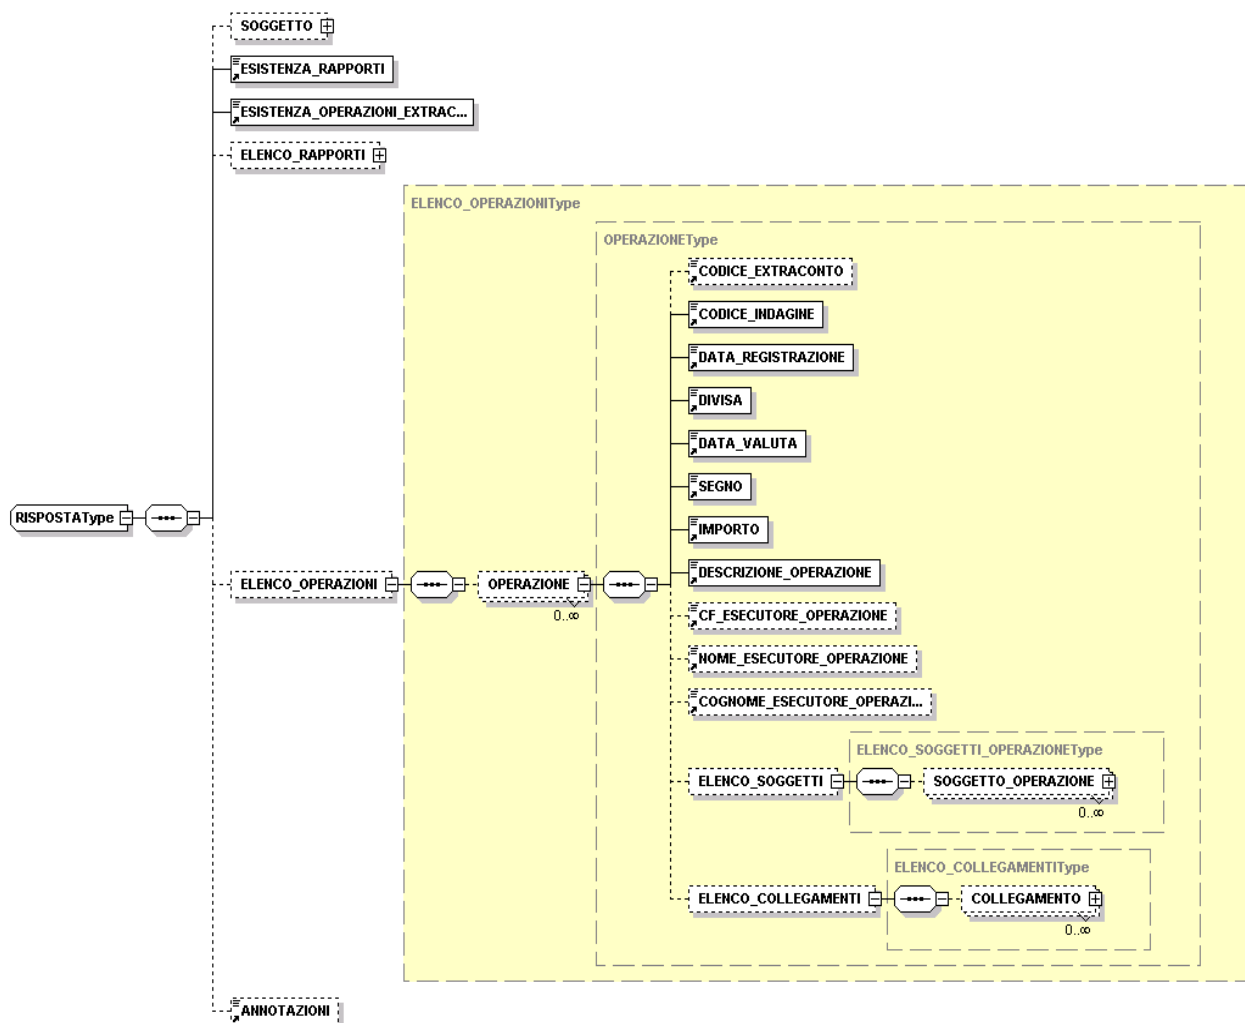 SOGGETTO
ESISTENZA_RAPPORTI
ESISTENZA_OPERAZIONI_EXTRAC...
ELENCO_RAPPORTI
ELENCO_OPERAZIONIType
OPERAZIONEType
CODICE_EXTRACONTO
CODICE_INDAGINE
DATA_REGISTRAZIONE
DIVISA
DATA_VALUTA
SEGNO
RISPOSTAType
IMPORTO
DESCRIZIONE_OPERAZIONE
ELENCO_OPERAZIONI
OPERAZIONE
0..∞
CF_ESECUTORE_OPERAZIONE
NOME_ESECUTORE_OPERAZIONE
COGNOME_ESECUTORE_OPERAZI...
ELENCO_SOGGETTI_OPERAZIONEType
ELENCO_SOGGETTI
SOGGETTO_OPERAZIONE
0..∞
ELENCO_COLLEGAMENTIType
ELENCO_COLLEGAMENTI
COLLEGAMENTO
0..∞
ANNOTAZIONI